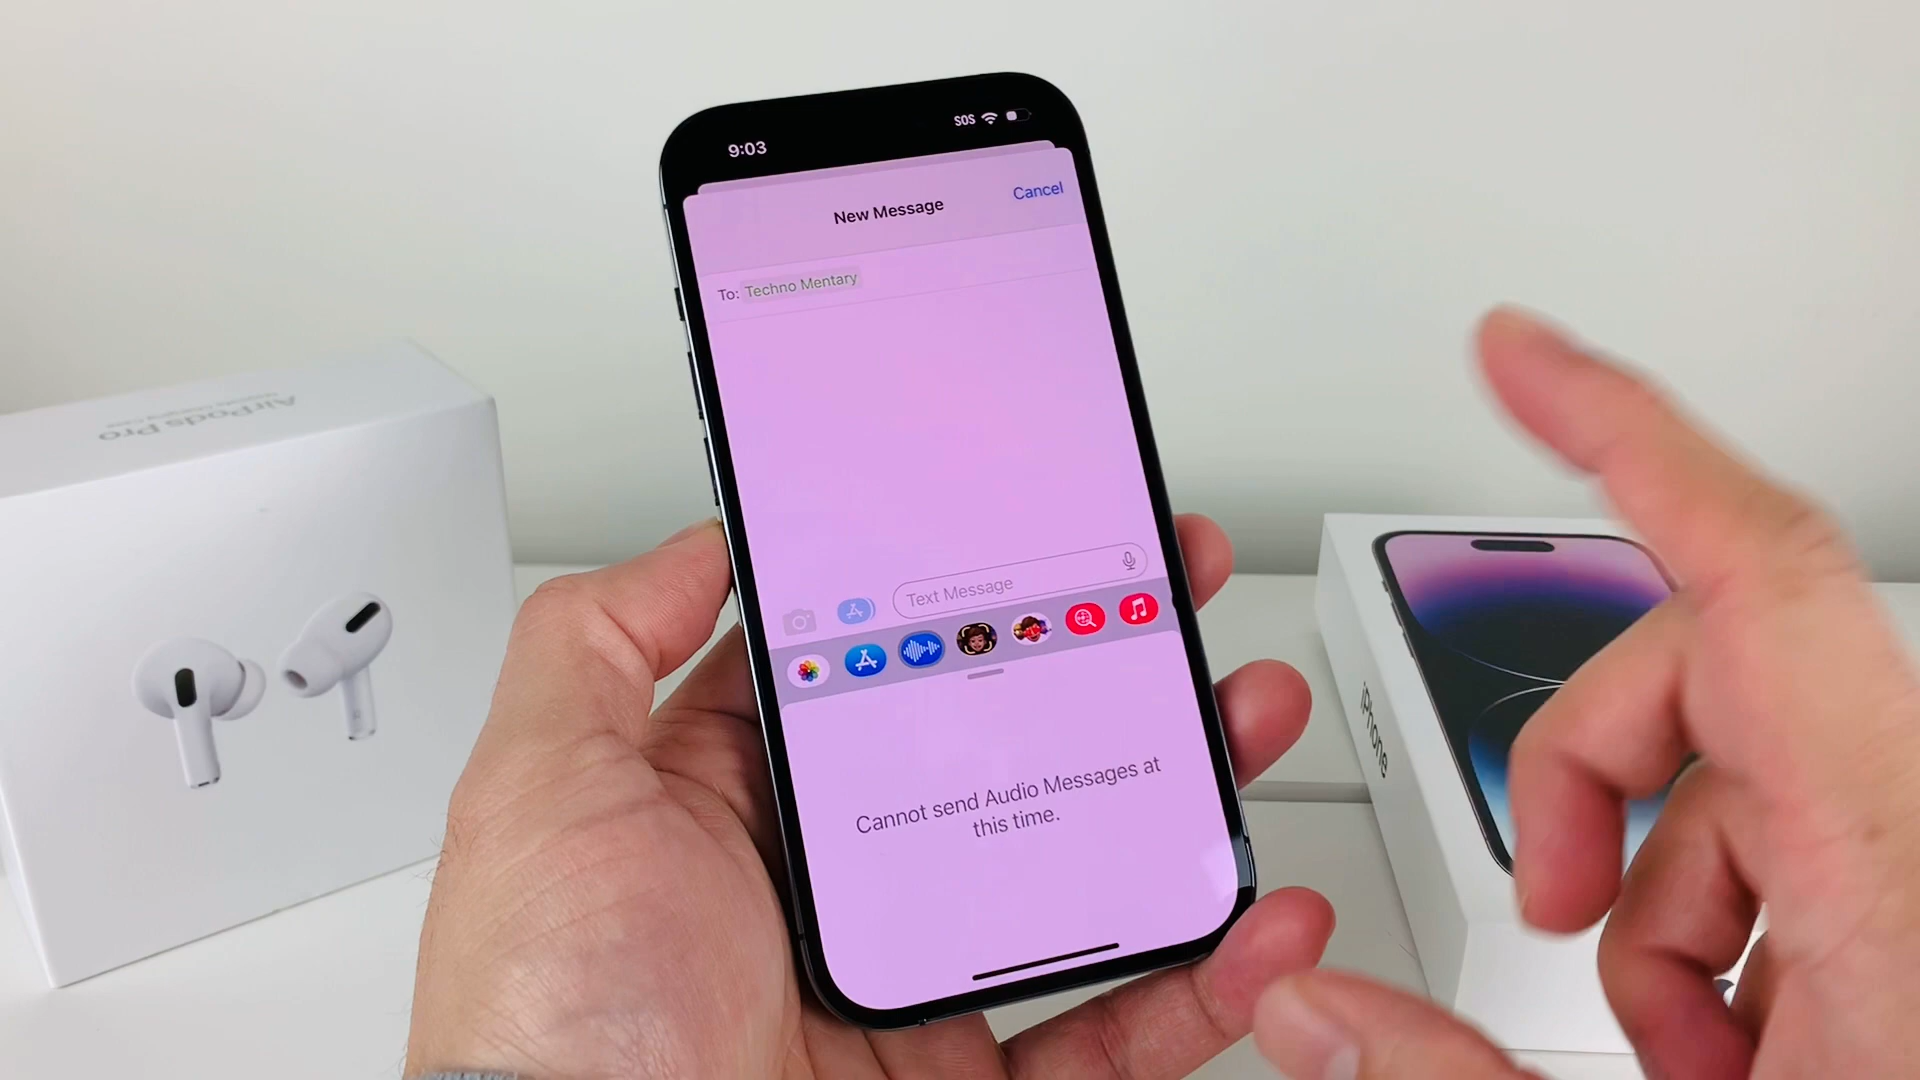 9:03
SOS
New Message
Cancel
To: Techno Mentary
Text Message
Cannot send Audio Messages at
this time.
AirPods Pro
iPhone